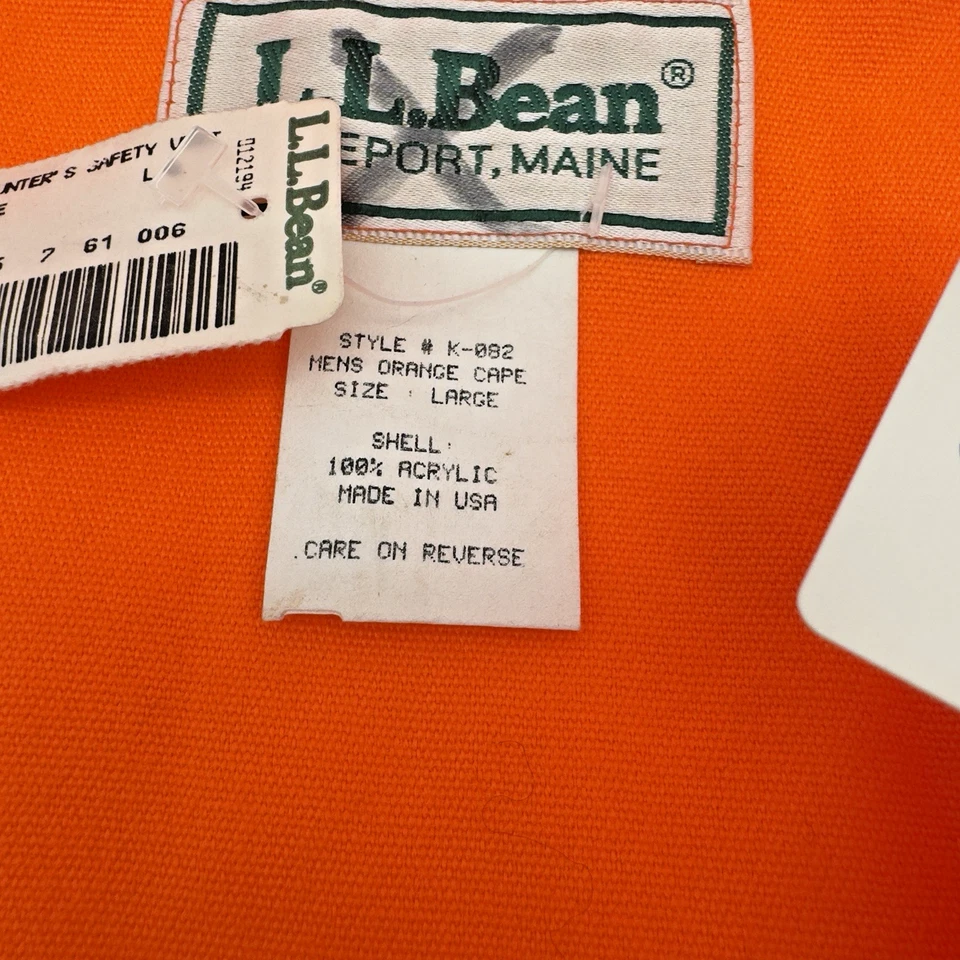 L.L.Bean®
EPORT, MAINE
UNTER'S SAFETY V T
L
E
5 7 61 006
012194
L.L.Bean®
STYLE # K-082
MENS ORANGE CAPE
SIZE : LARGE
SHELL:
100% ACRYLIC
MADE IN USA
.CARE ON REVERSE